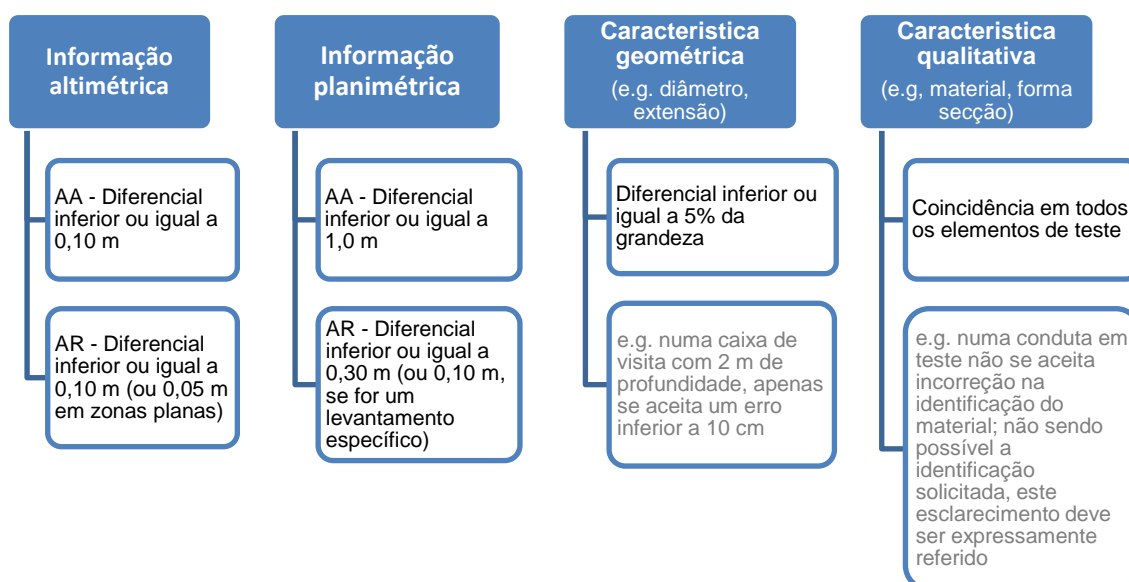 Informação
altimétrica
AA - Diferencial
inferior ou igual a
0,10 m
AR - Diferencial
inferior ou igual a
0,10 m (ou 0,05 m
em zonas planas)
Informação
planimétrica
AA - Diferencial
inferior ou igual a
1,0 m
AR - Diferencial
inferior ou igual a
0,30 m (ou 0,10 m,
se for um
levantamento
específico)
Caracteristica
geométrica
(e.g. diâmetro,
extensão)
Diferencial inferior ou
igual a 5% da
grandeza
e.g. numa caixa de
visita com 2 m de
profundidade, apenas
se aceita um erro
inferior a 10 cm
Caracteristica
qualitativa
(e.g, material, forma
secção)
Coincidência em todos
os elementos de teste
e.g. numa conduta em
teste não se aceita
incorreção na
identificação do
material; não sendo
possível a
identificação
solicitada, este
esclarecimento deve
ser expressamente
referido